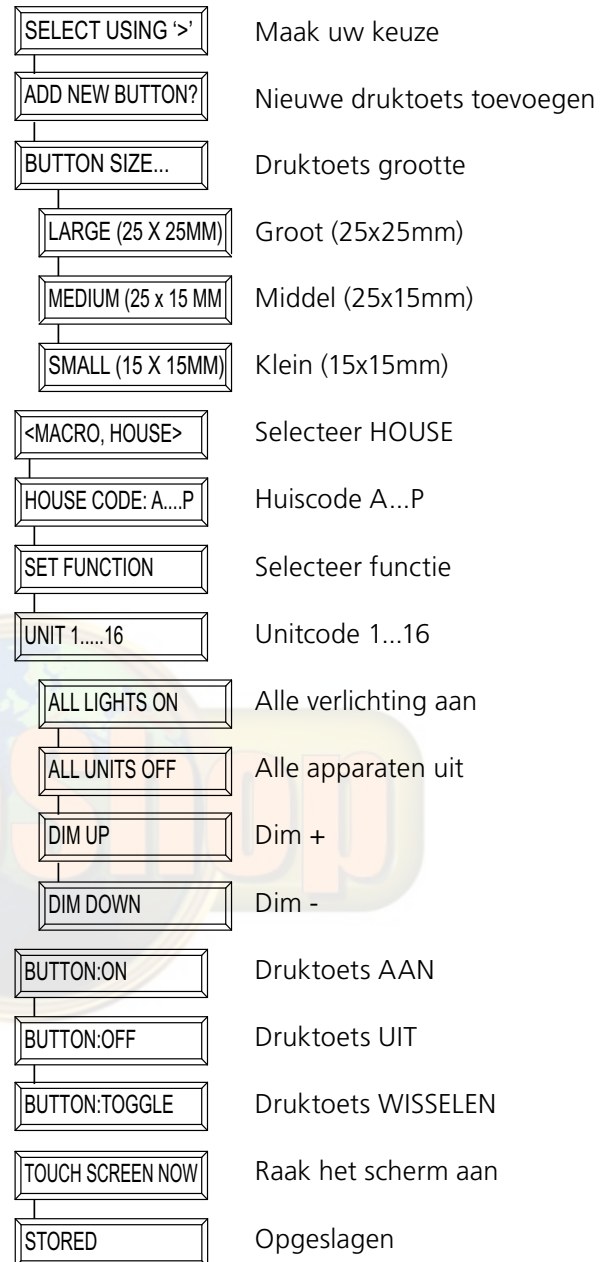 SELECT USING ‘>’ Maak uw keuze
ADD NEW BUTTON? Nieuwe druktoets toevoegen
BUTTON SIZE... Druktoets grootte
LARGE (25 X 25MM) Groot (25x25mm)
MEDIUM (25 x 15 MM Middel (25x15mm)
SMALL (15 X 15MM) Klein (15x15mm)
<MACRO, HOUSE> Selecteer HOUSE
HOUSE CODE: A....P Huiscode A...P
SET FUNCTION Selecteer functie
UNIT 1.....16 Unitcode 1...16
ALL LIGHTS ON Alle verlichting aan
ALL UNITS OFF Alle apparaten uit
DIM UP Dim +
DIM DOWN Dim -
BUTTON:ON Druktoets AAN
BUTTON:OFF Druktoets UIT
BUTTON:TOGGLE Druktoets WISSELEN
TOUCH SCREEN NOW Raak het scherm aan
STORED Opgeslagen